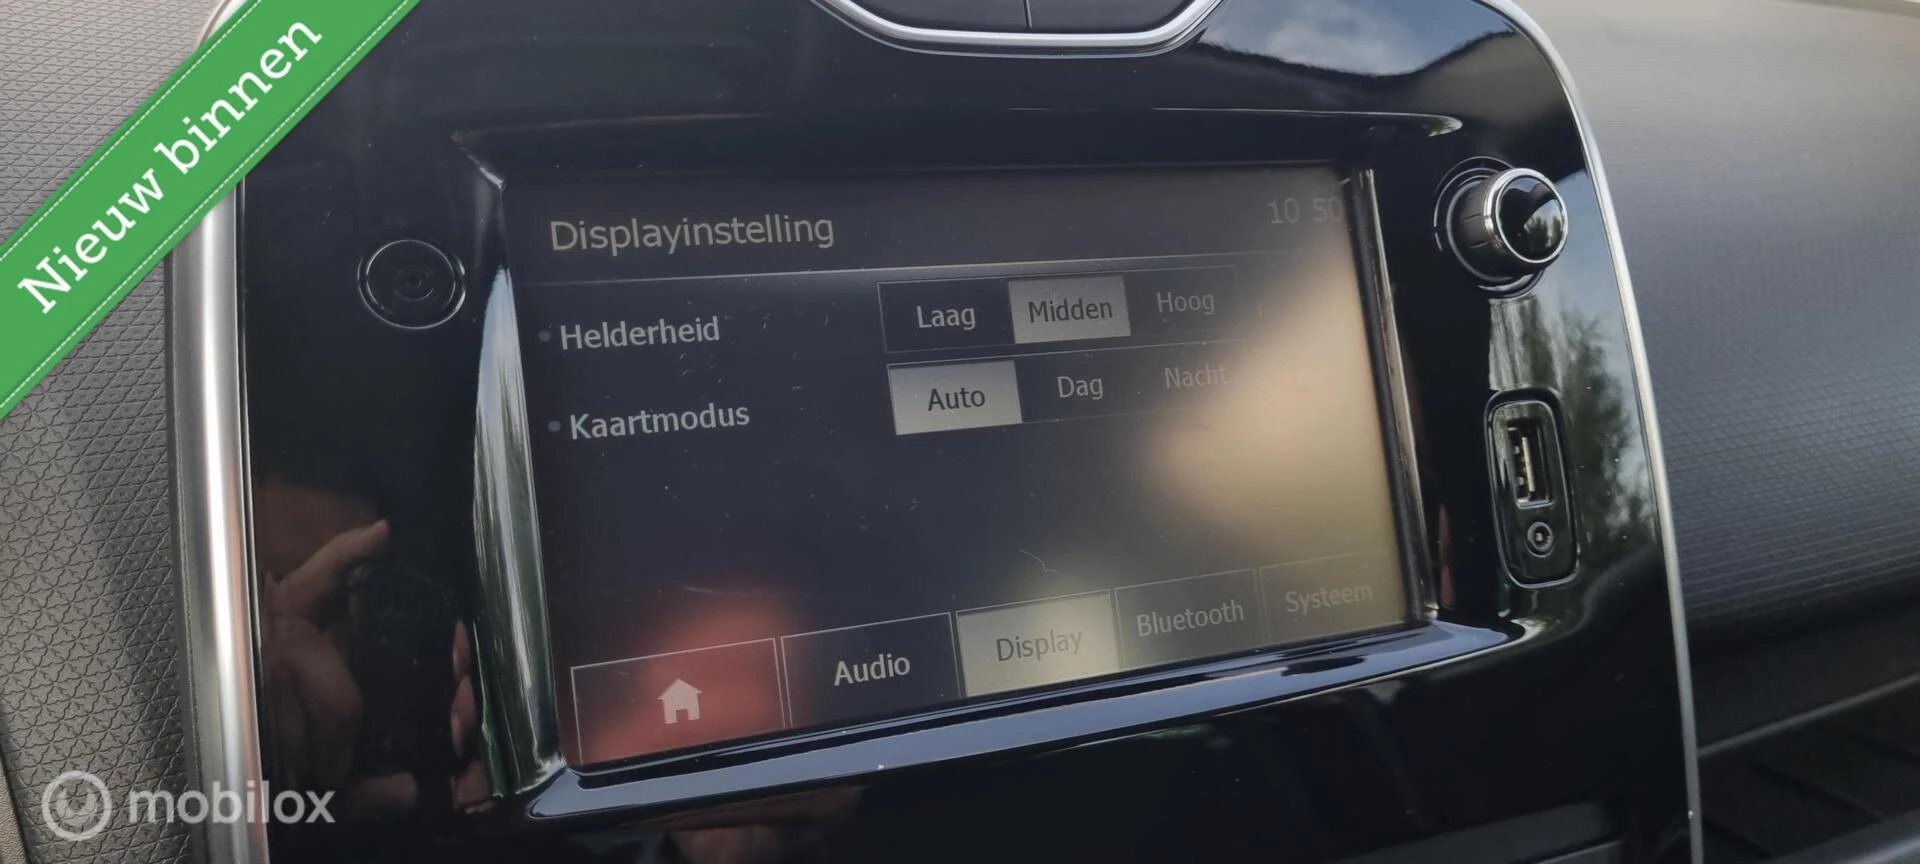 Nieuw binnen
Displayinstelling
10 50
Helderheid
Laag Midden Hoog
Kaartmodus
Auto Dag Nacht
Audio Display Bluetooth Systeem
mobilox